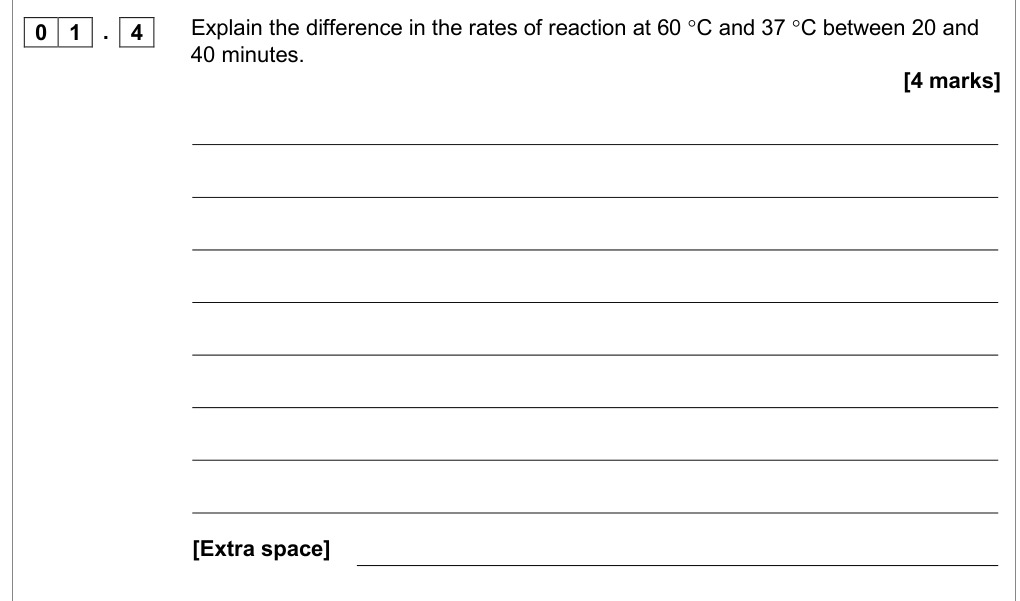 0 1 . 4 Explain the difference in the rates of reaction at 60 °C and 37 °C between 20 and
40 minutes.
[4 marks]
[Extra space]